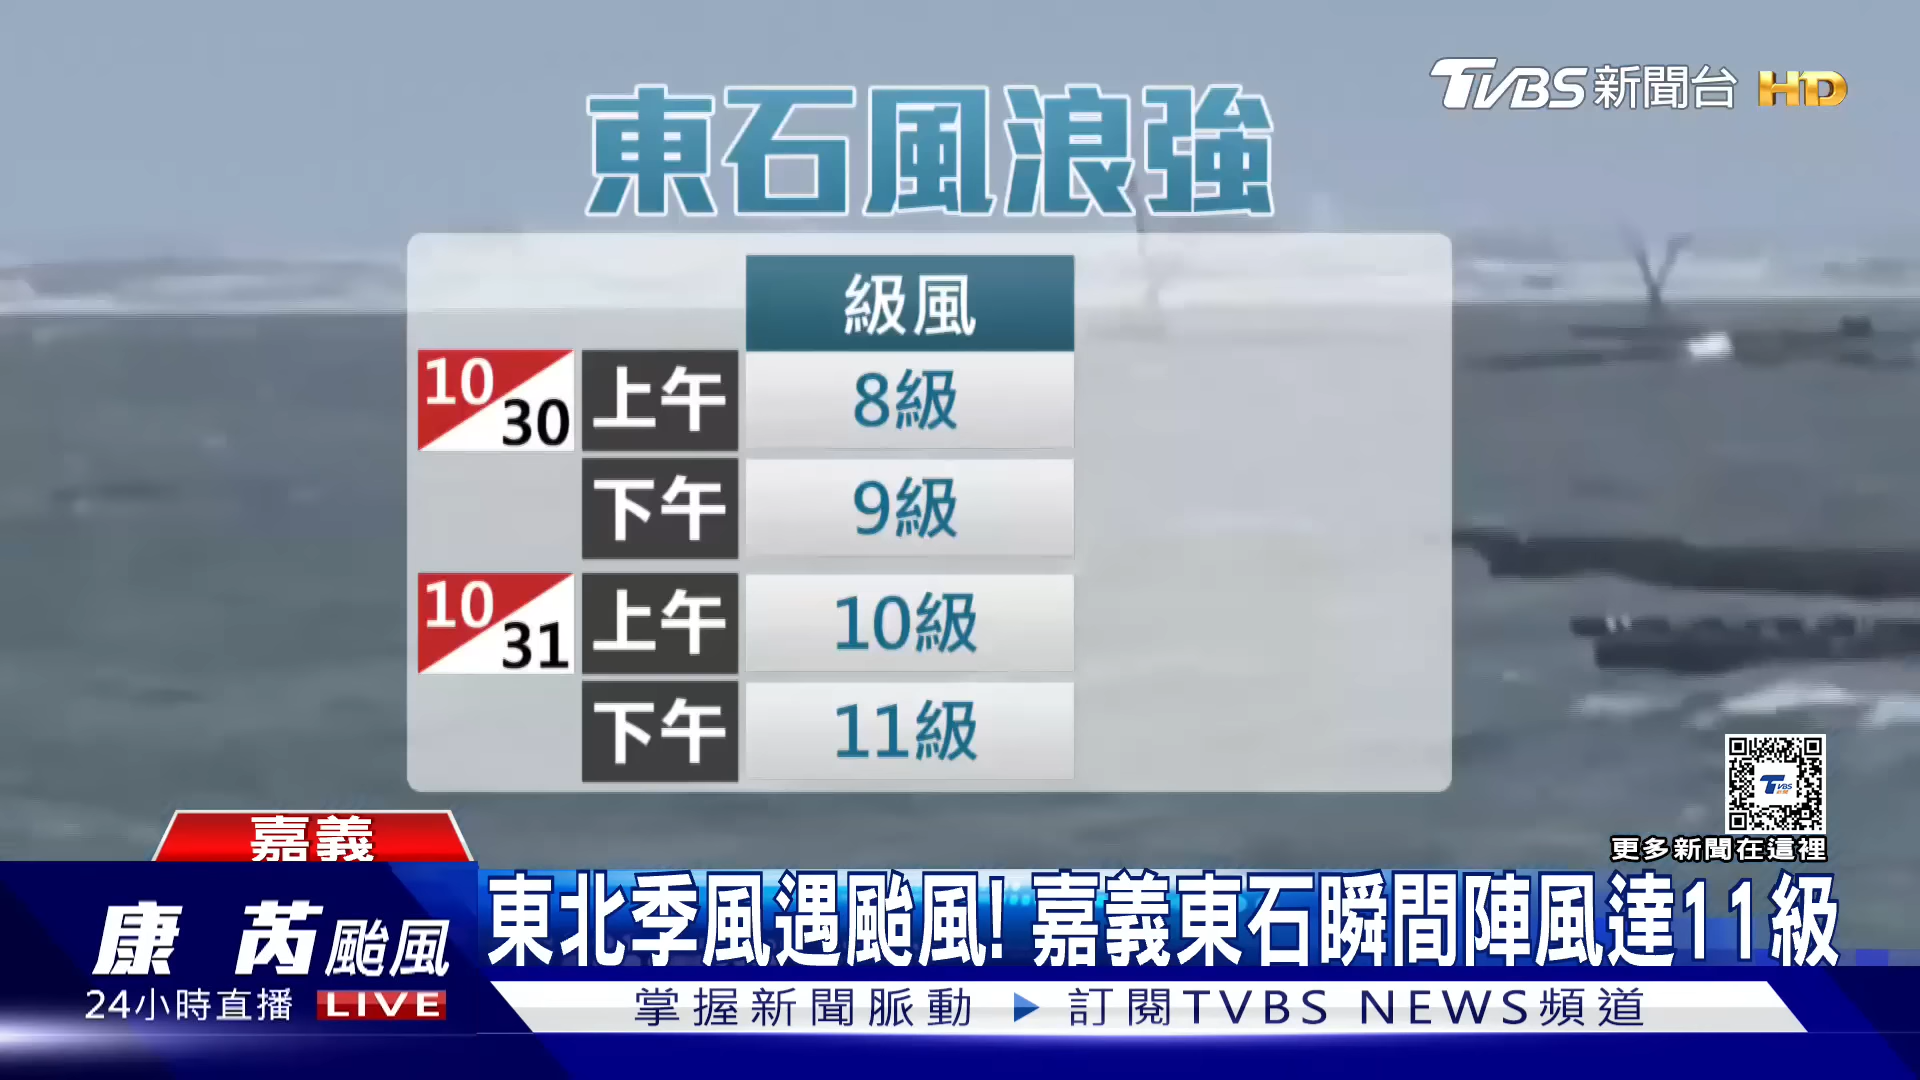 TVBS新聞台 HD
東石風浪強
級風
10 30 上午 8級
下午 9級
10 31 上午 10級
下午 11級
TVBS
更多新聞在這裡
嘉義
東北季風遇颱風! 嘉義東石瞬間陣風達11級
康芮颱風
24小時直播 LIVE
掌握新聞脈動 ▶ 訂閱TVBS NEWS頻道